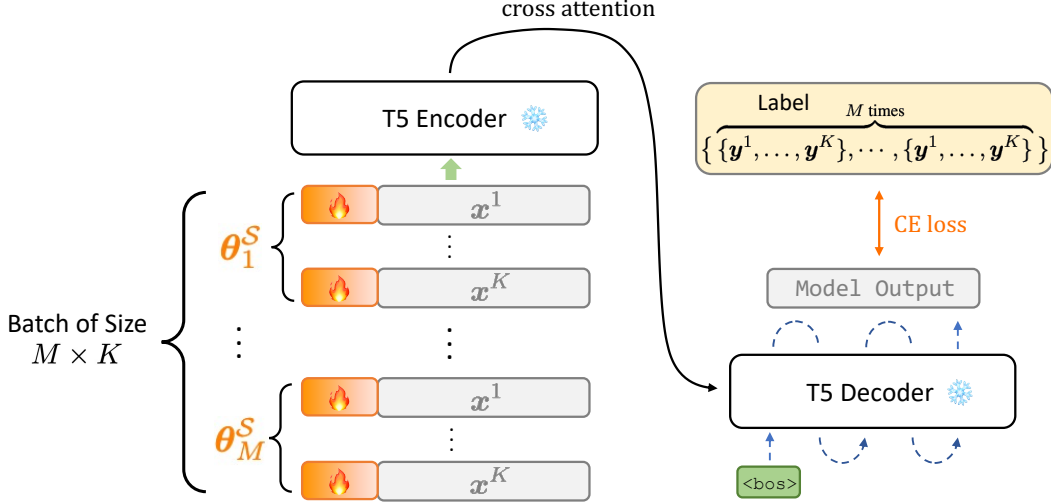 cross attention
T5 Encoder
Label
M times
{ {y^1, ..., y^K}, ..., {y^1, ..., y^K} }
x^1
θ_1^S
...
CE loss
x^K
Model Output
Batch of Size
M × K
...
...
T5 Decoder
x^1
θ_M^S
...
x^K
<bos>